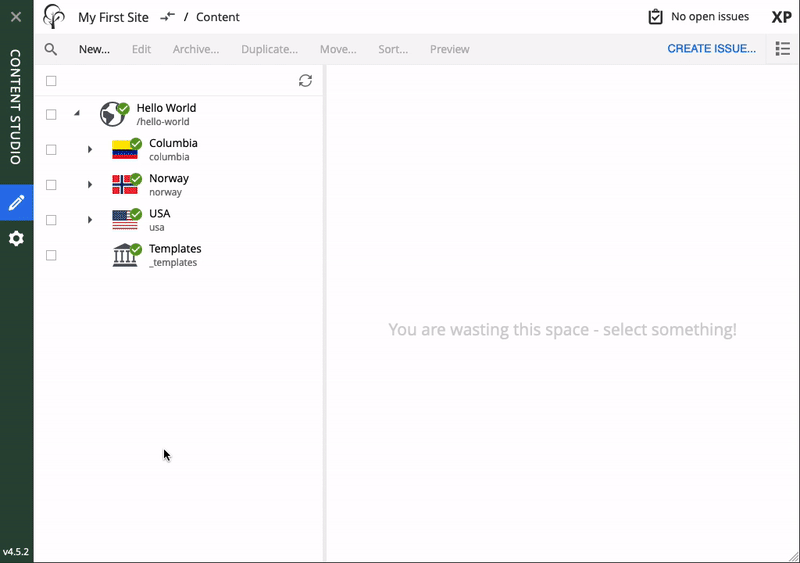 My First Site / Content
No open issues
XP
New... Edit Archive... Duplicate... Move... Sort... Preview
CREATE ISSUE...
CONTENT STUDIO
Hello World
/hello-world
Columbia
columbia
Norway
norway
USA
usa
Templates
_templates
You are wasting this space - select something!
v4.5.2